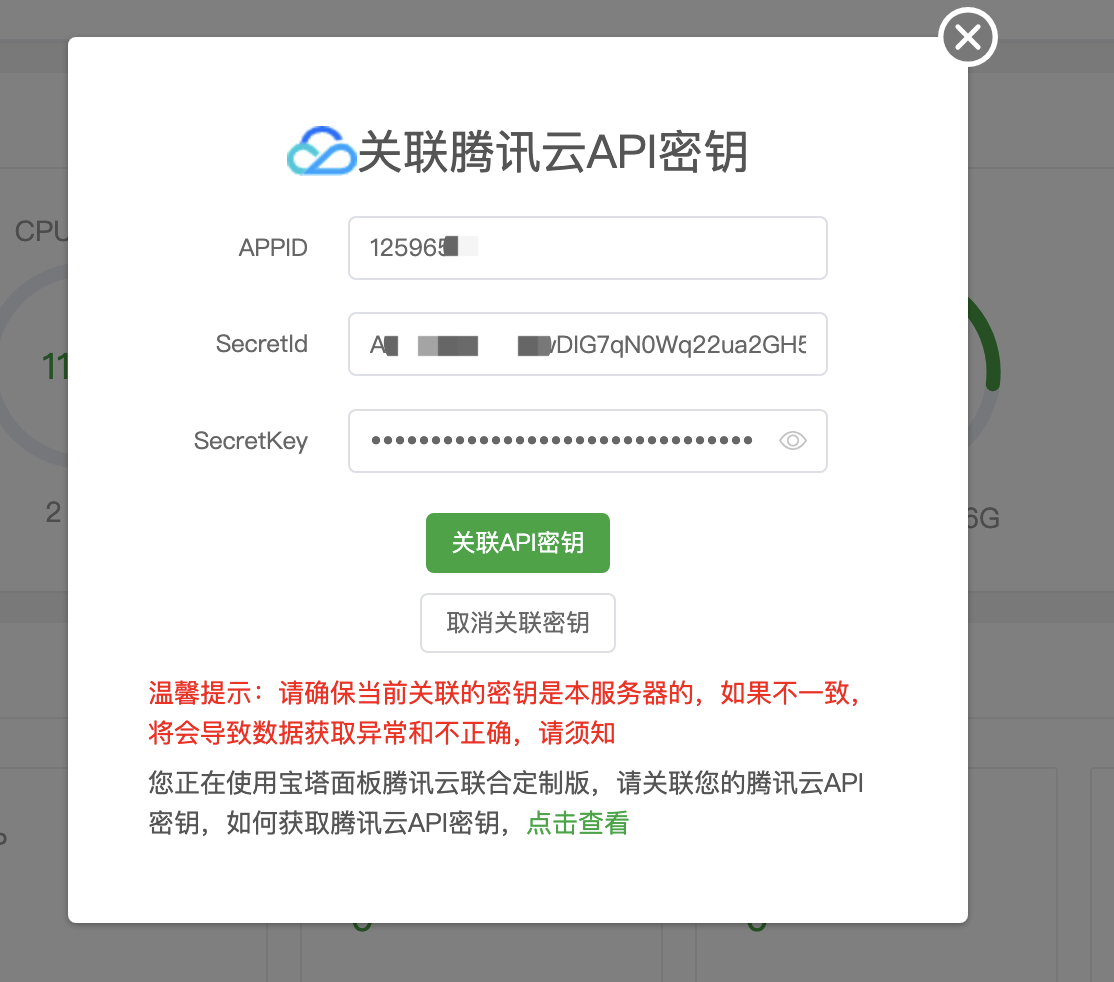 关联腾讯云API密钥
CPU
APPID
125965
11
SecretId
A vDIG7qN0Wq22ua2GH5
SecretKey
••••••••••••••••••••••••••••••••
2
6G
关联API密钥
取消关联密钥
温馨提示：请确保当前关联的密钥是本服务器的，如果不一致，
将会导致数据获取异常和不正确，请须知
您正在使用宝塔面板腾讯云联合定制版，请关联您的腾讯云API
密钥，如何获取腾讯云API密钥，点击查看